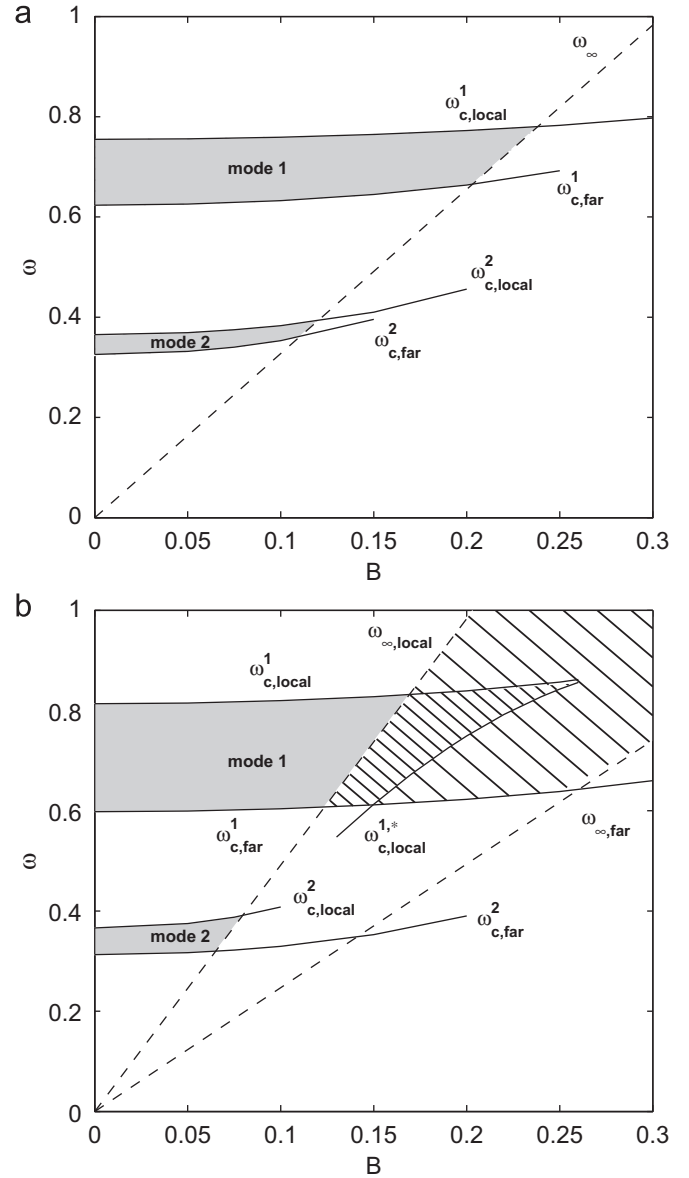 a
1
ω∞
0.8
ω¹c,local
mode 1
0.6
ω¹c,far
ω
ω²c,local
0.4
mode 2
ω²c,far
0.2
0
0 0.05 0.1 0.15 0.2 0.25 0.3
B
b
1
ω∞,local
ω¹c,local
0.8
mode 1
0.6
ω¹c,far
ω¹,*c,local
ω∞,far
ω
ω²c,local
0.4
ω²c,far
mode 2
0.2
0
0 0.05 0.1 0.15 0.2 0.25 0.3
B